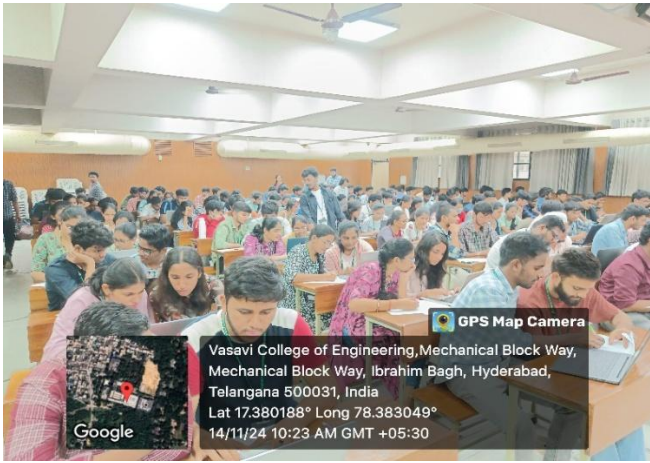 GPS Map Camera
Vasavi College of Engineering,Mechanical Block Way,
Mechanical Block Way, Ibrahim Bagh, Hyderabad,
Telangana 500031, India
Lat 17.380188° Long 78.383049°
14/11/24 10:23 AM GMT +05:30
Google